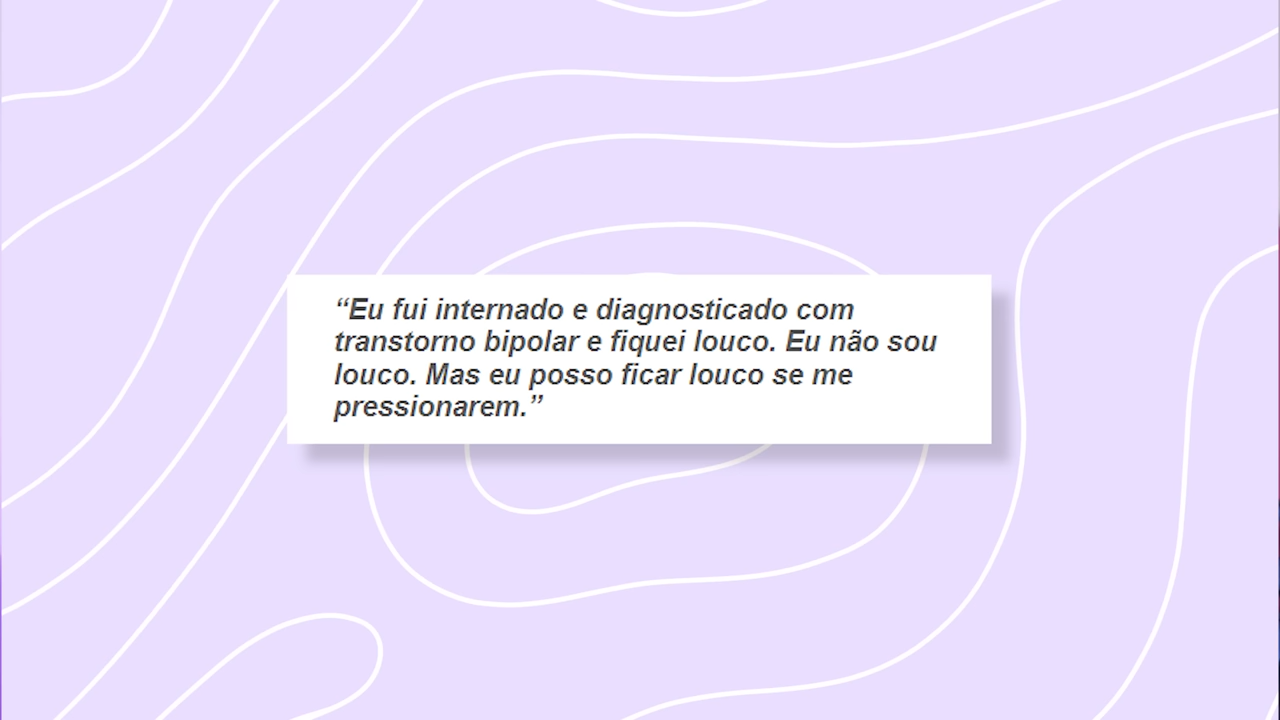 “Eu fui internado e diagnosticado com
transtorno bipolar e fiquei louco. Eu não sou
louco. Mas eu posso ficar louco se me
pressionarem.”